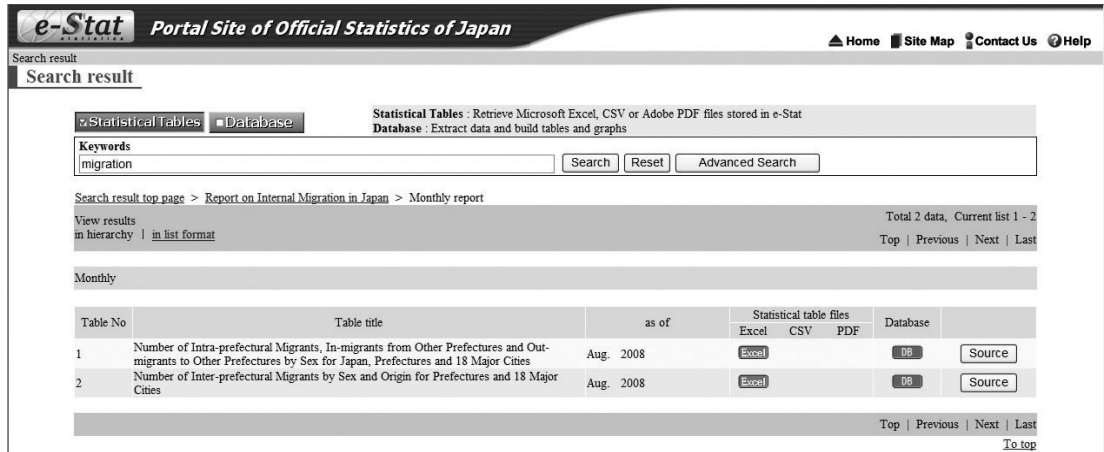 e-Stat Portal Site of Official Statistics of Japan
statistics
Home Site Map Contact Us Help
Search result
Search result
Statistical Tables Database
Statistical Tables : Retrieve Microsoft Excel, CSV or Adobe PDF files stored in e-Stat
Database : Extract data and build tables and graphs
Keywords
migration Search Reset Advanced Search
Search result top page > Report on Internal Migration in Japan > Monthly report
View results
in hierarchy | in list format
Total 2 data, Current list 1 - 2
Top | Previous | Next | Last
Monthly
Table No Table title as of Statistical table files Database
Excel CSV PDF
1 Number of Intra-prefectural Migrants, In-migrants from Other Prefectures and Out-
migrants to Other Prefectures by Sex for Japan, Prefectures and 18 Major Cities Aug. 2008 Excel DB Source
2 Number of Inter-prefectural Migrants by Sex and Origin for Prefectures and 18 Major
Cities Aug. 2008 Excel DB Source
Top | Previous | Next | Last
To top